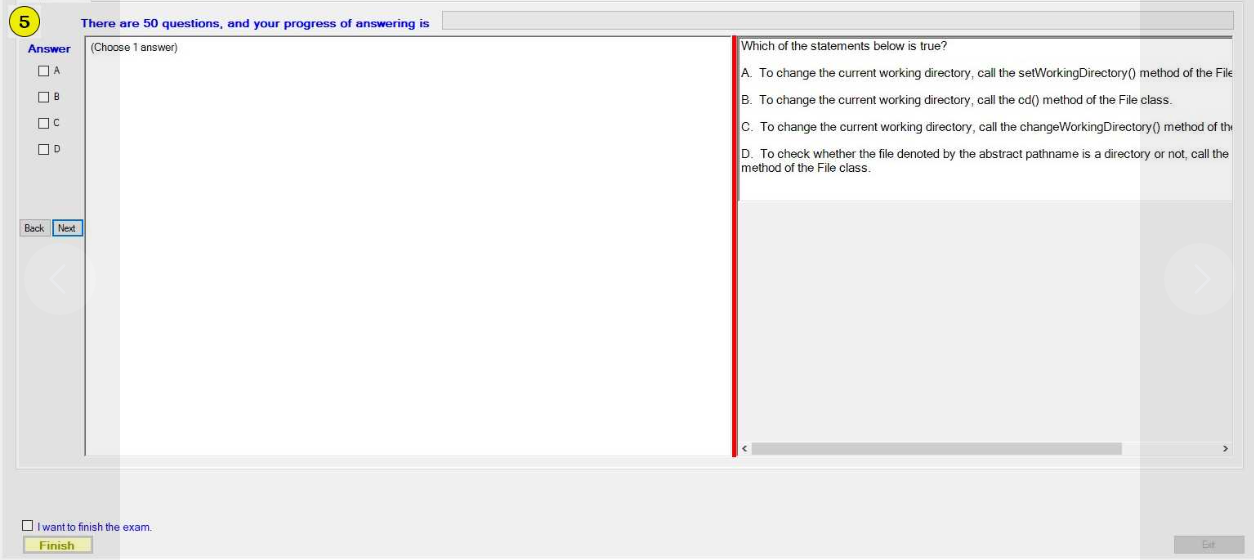 5
There are 50 questions, and your progress of answering is
Answer
(Choose 1 answer)
A
B
C
D
Back
Next
Which of the statements below is true?
A. To change the current working directory, call the setWorkingDirectory() method of the File
B. To change the current working directory, call the cd() method of the File class.
C. To change the current working directory, call the changeWorkingDirectory() method of the
D. To check whether the file denoted by the abstract pathname is a directory or not, call the
method of the File class.
I want to finish the exam.
Finish
Exit